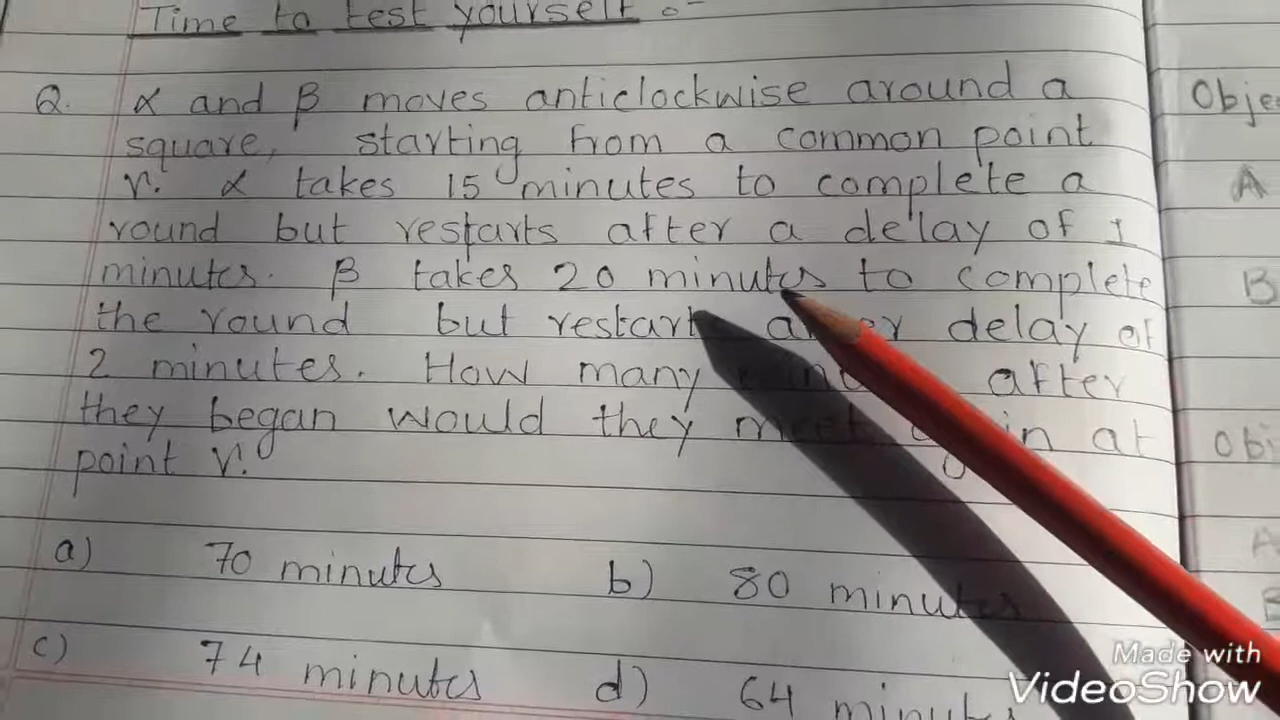 Time to test yourself :-
Q. α and β moves anticlockwise around a
square, starting from a common point
r. α takes 15 minutes to complete a
round but restarts after a delay of 1
minutes. β takes 20 minutes to complete
the round but restart delay of
2 minutes. How many after
they began would they meet at
point r.
a) 70 minutes b) 80 minutes
c) 74 minutes d) 64 minutes
Obje
A
B
Obj
A
B
Made with
VideoShow